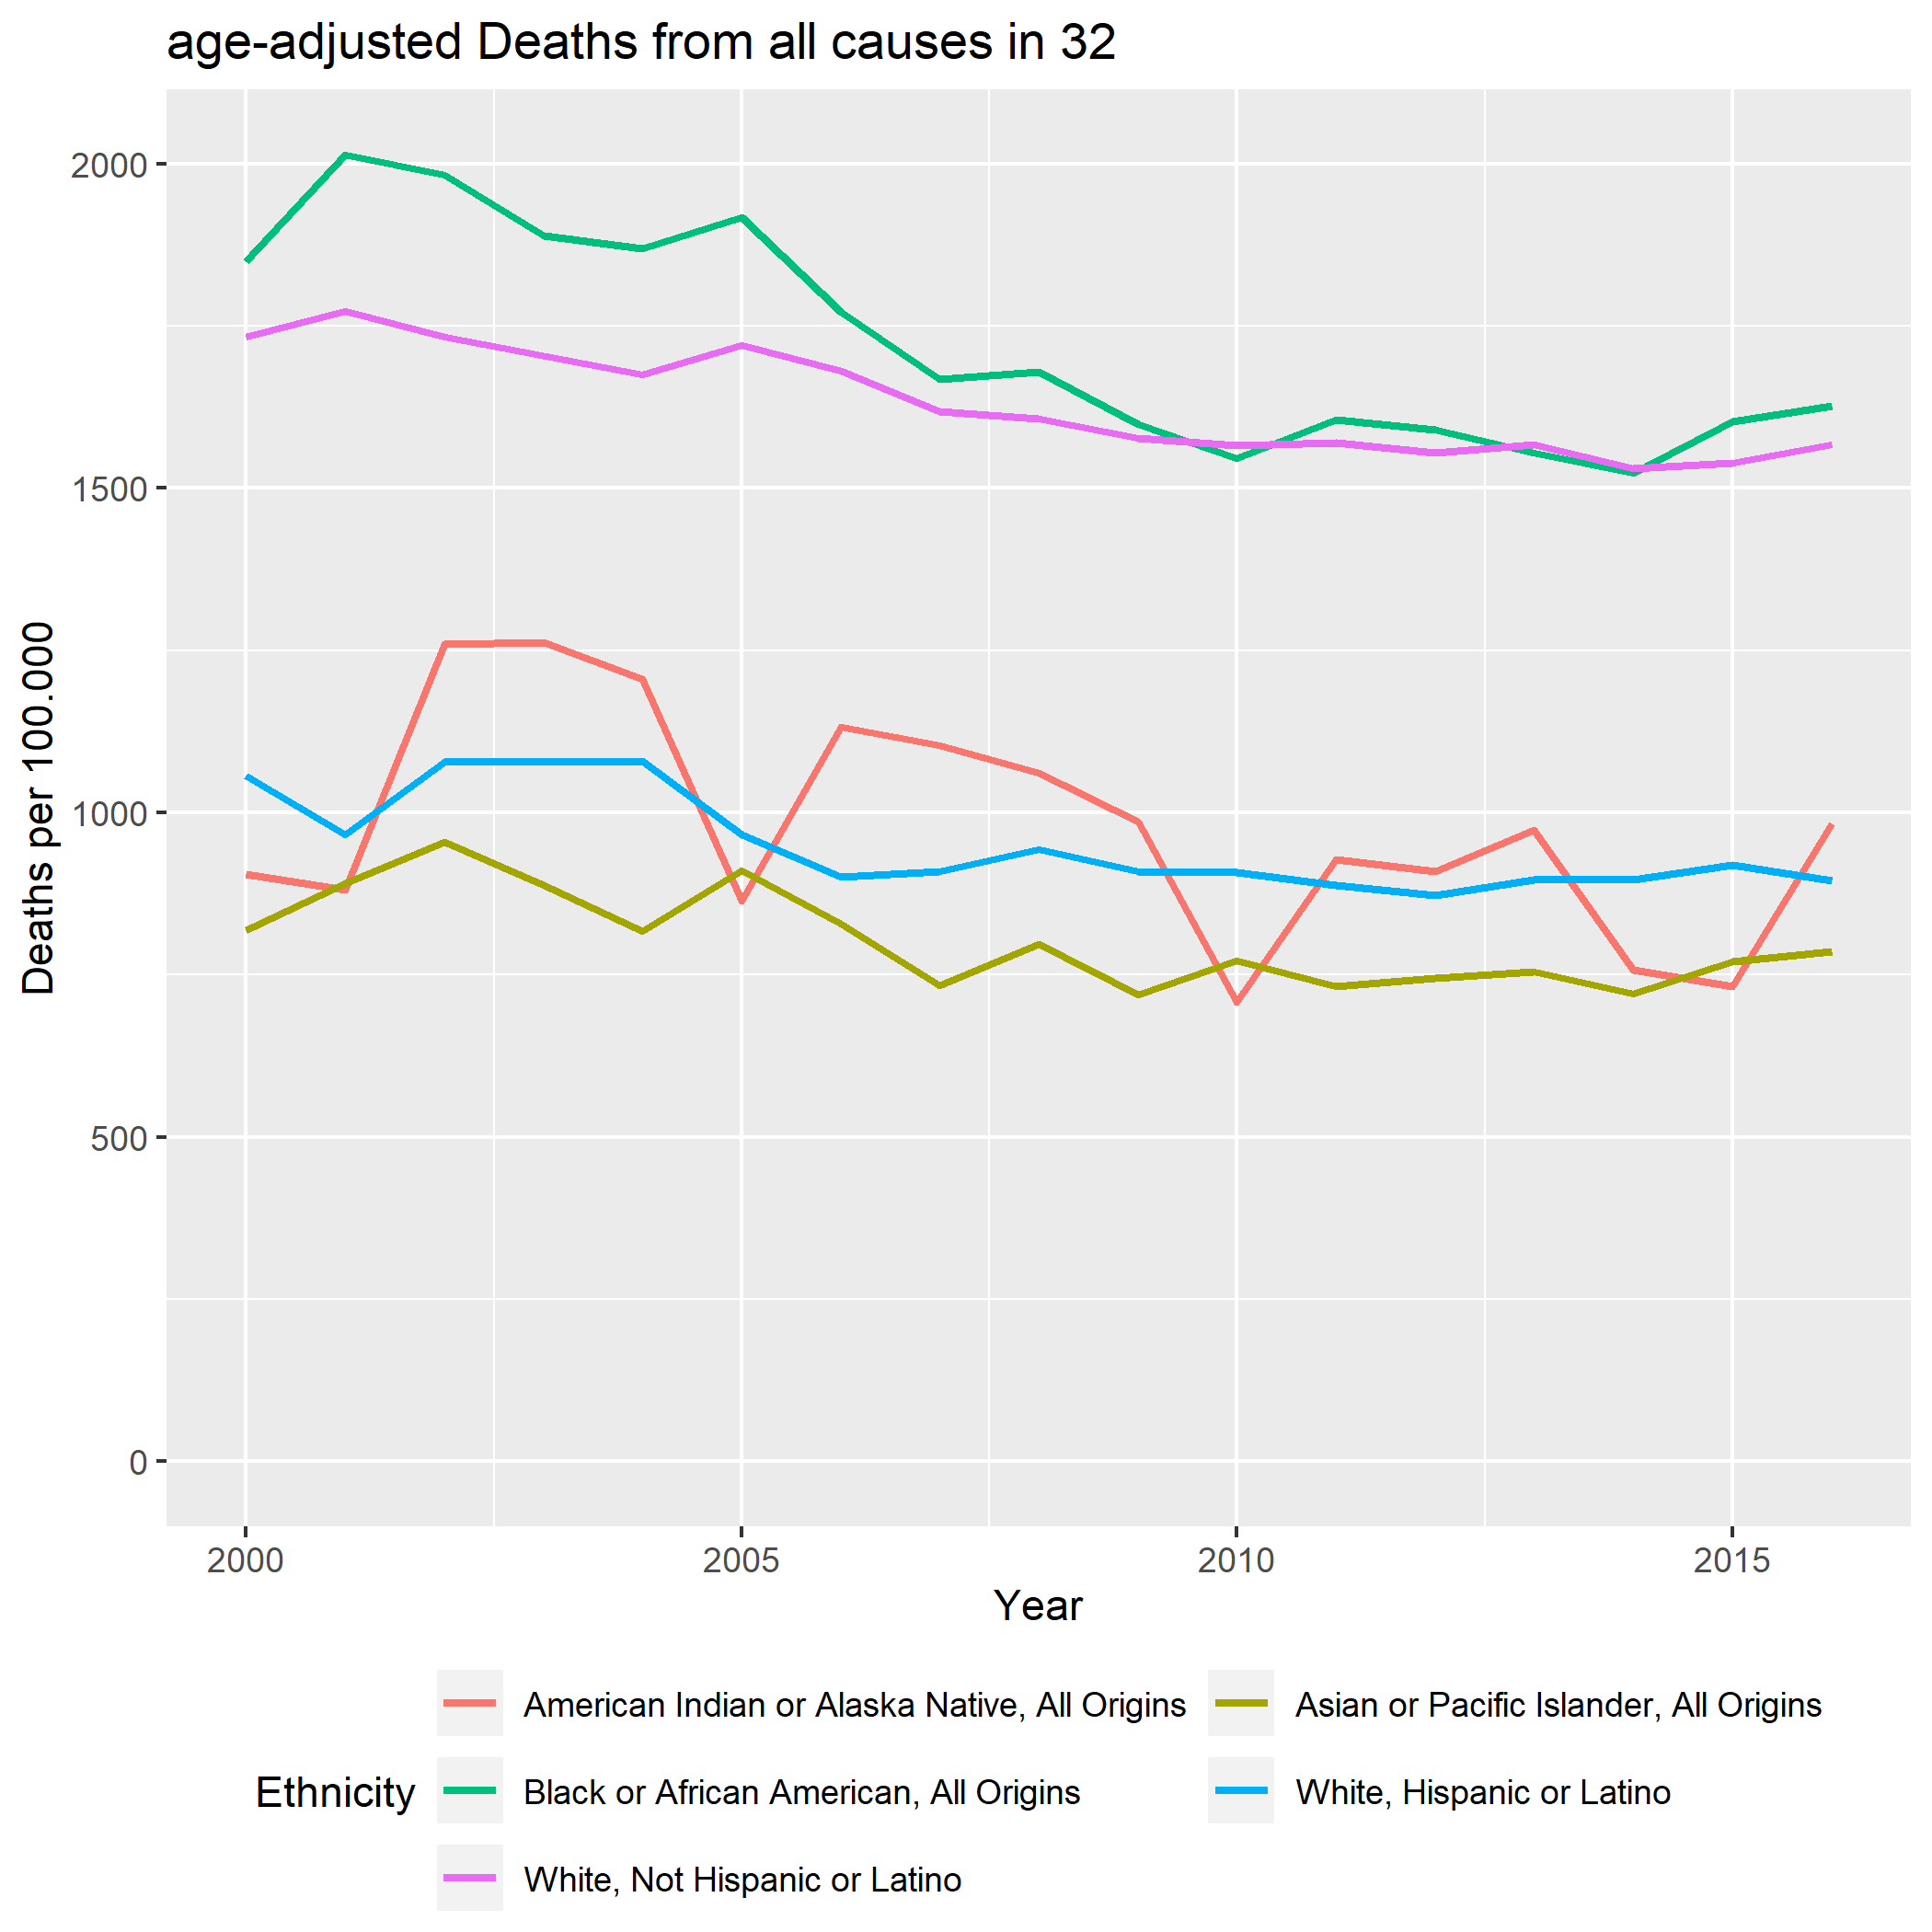 age-adjusted Deaths from all causes in 32
Deaths per 100.000
2000
1500
1000
500
0
2000 2005 2010 2015
Year
Ethnicity
American Indian or Alaska Native, All Origins
Asian or Pacific Islander, All Origins
Black or African American, All Origins
White, Hispanic or Latino
White, Not Hispanic or Latino